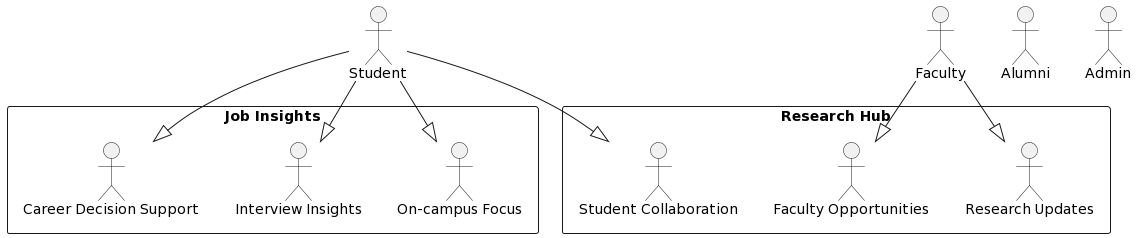 Student
Faculty
Alumni
Admin
Job Insights
Research Hub
Career Decision Support
Interview Insights
On-campus Focus
Student Collaboration
Faculty Opportunities
Research Updates